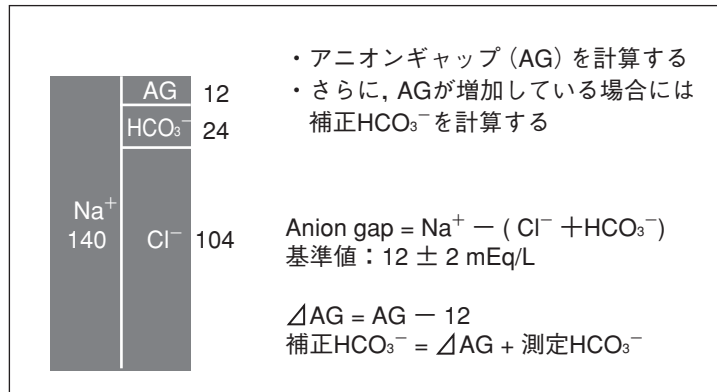 ・アニオンギャップ（AG）を計算する
・さらに, AGが増加している場合には
補正HCO₃⁻を計算する
AG 12
HCO₃⁻ 24
Na⁺
140
Cl⁻ 104
Anion gap = Na⁺ － ( Cl⁻ ＋HCO₃⁻)
基準値：12 ± 2 mEq/L
⊿AG = AG － 12
補正HCO₃⁻ = ⊿AG + 測定HCO₃⁻